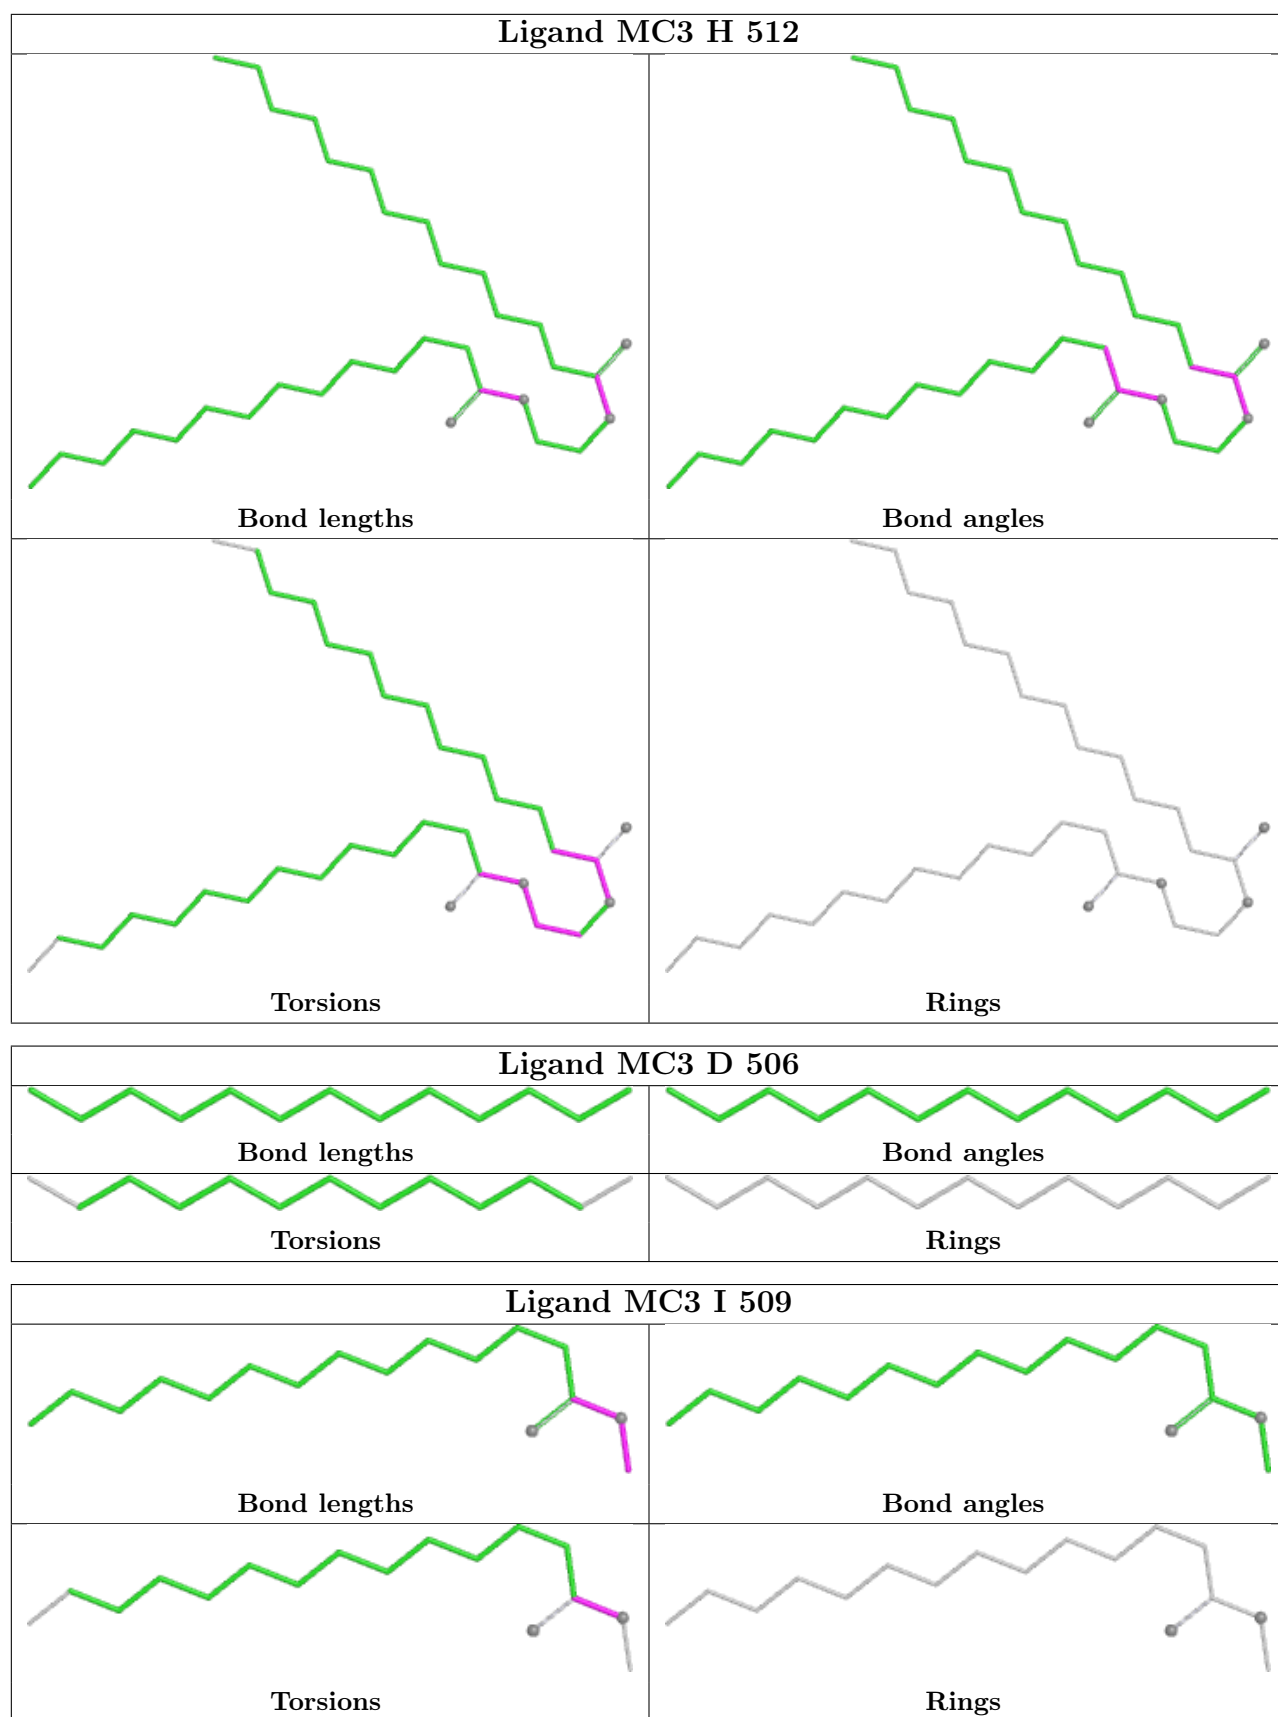 Ligand MC3 H 512
Bond lengths
Bond angles
Torsions
Rings
Ligand MC3 D 506
Bond lengths
Bond angles
Torsions
Rings
Ligand MC3 I 509
Bond lengths
Bond angles
Torsions
Rings